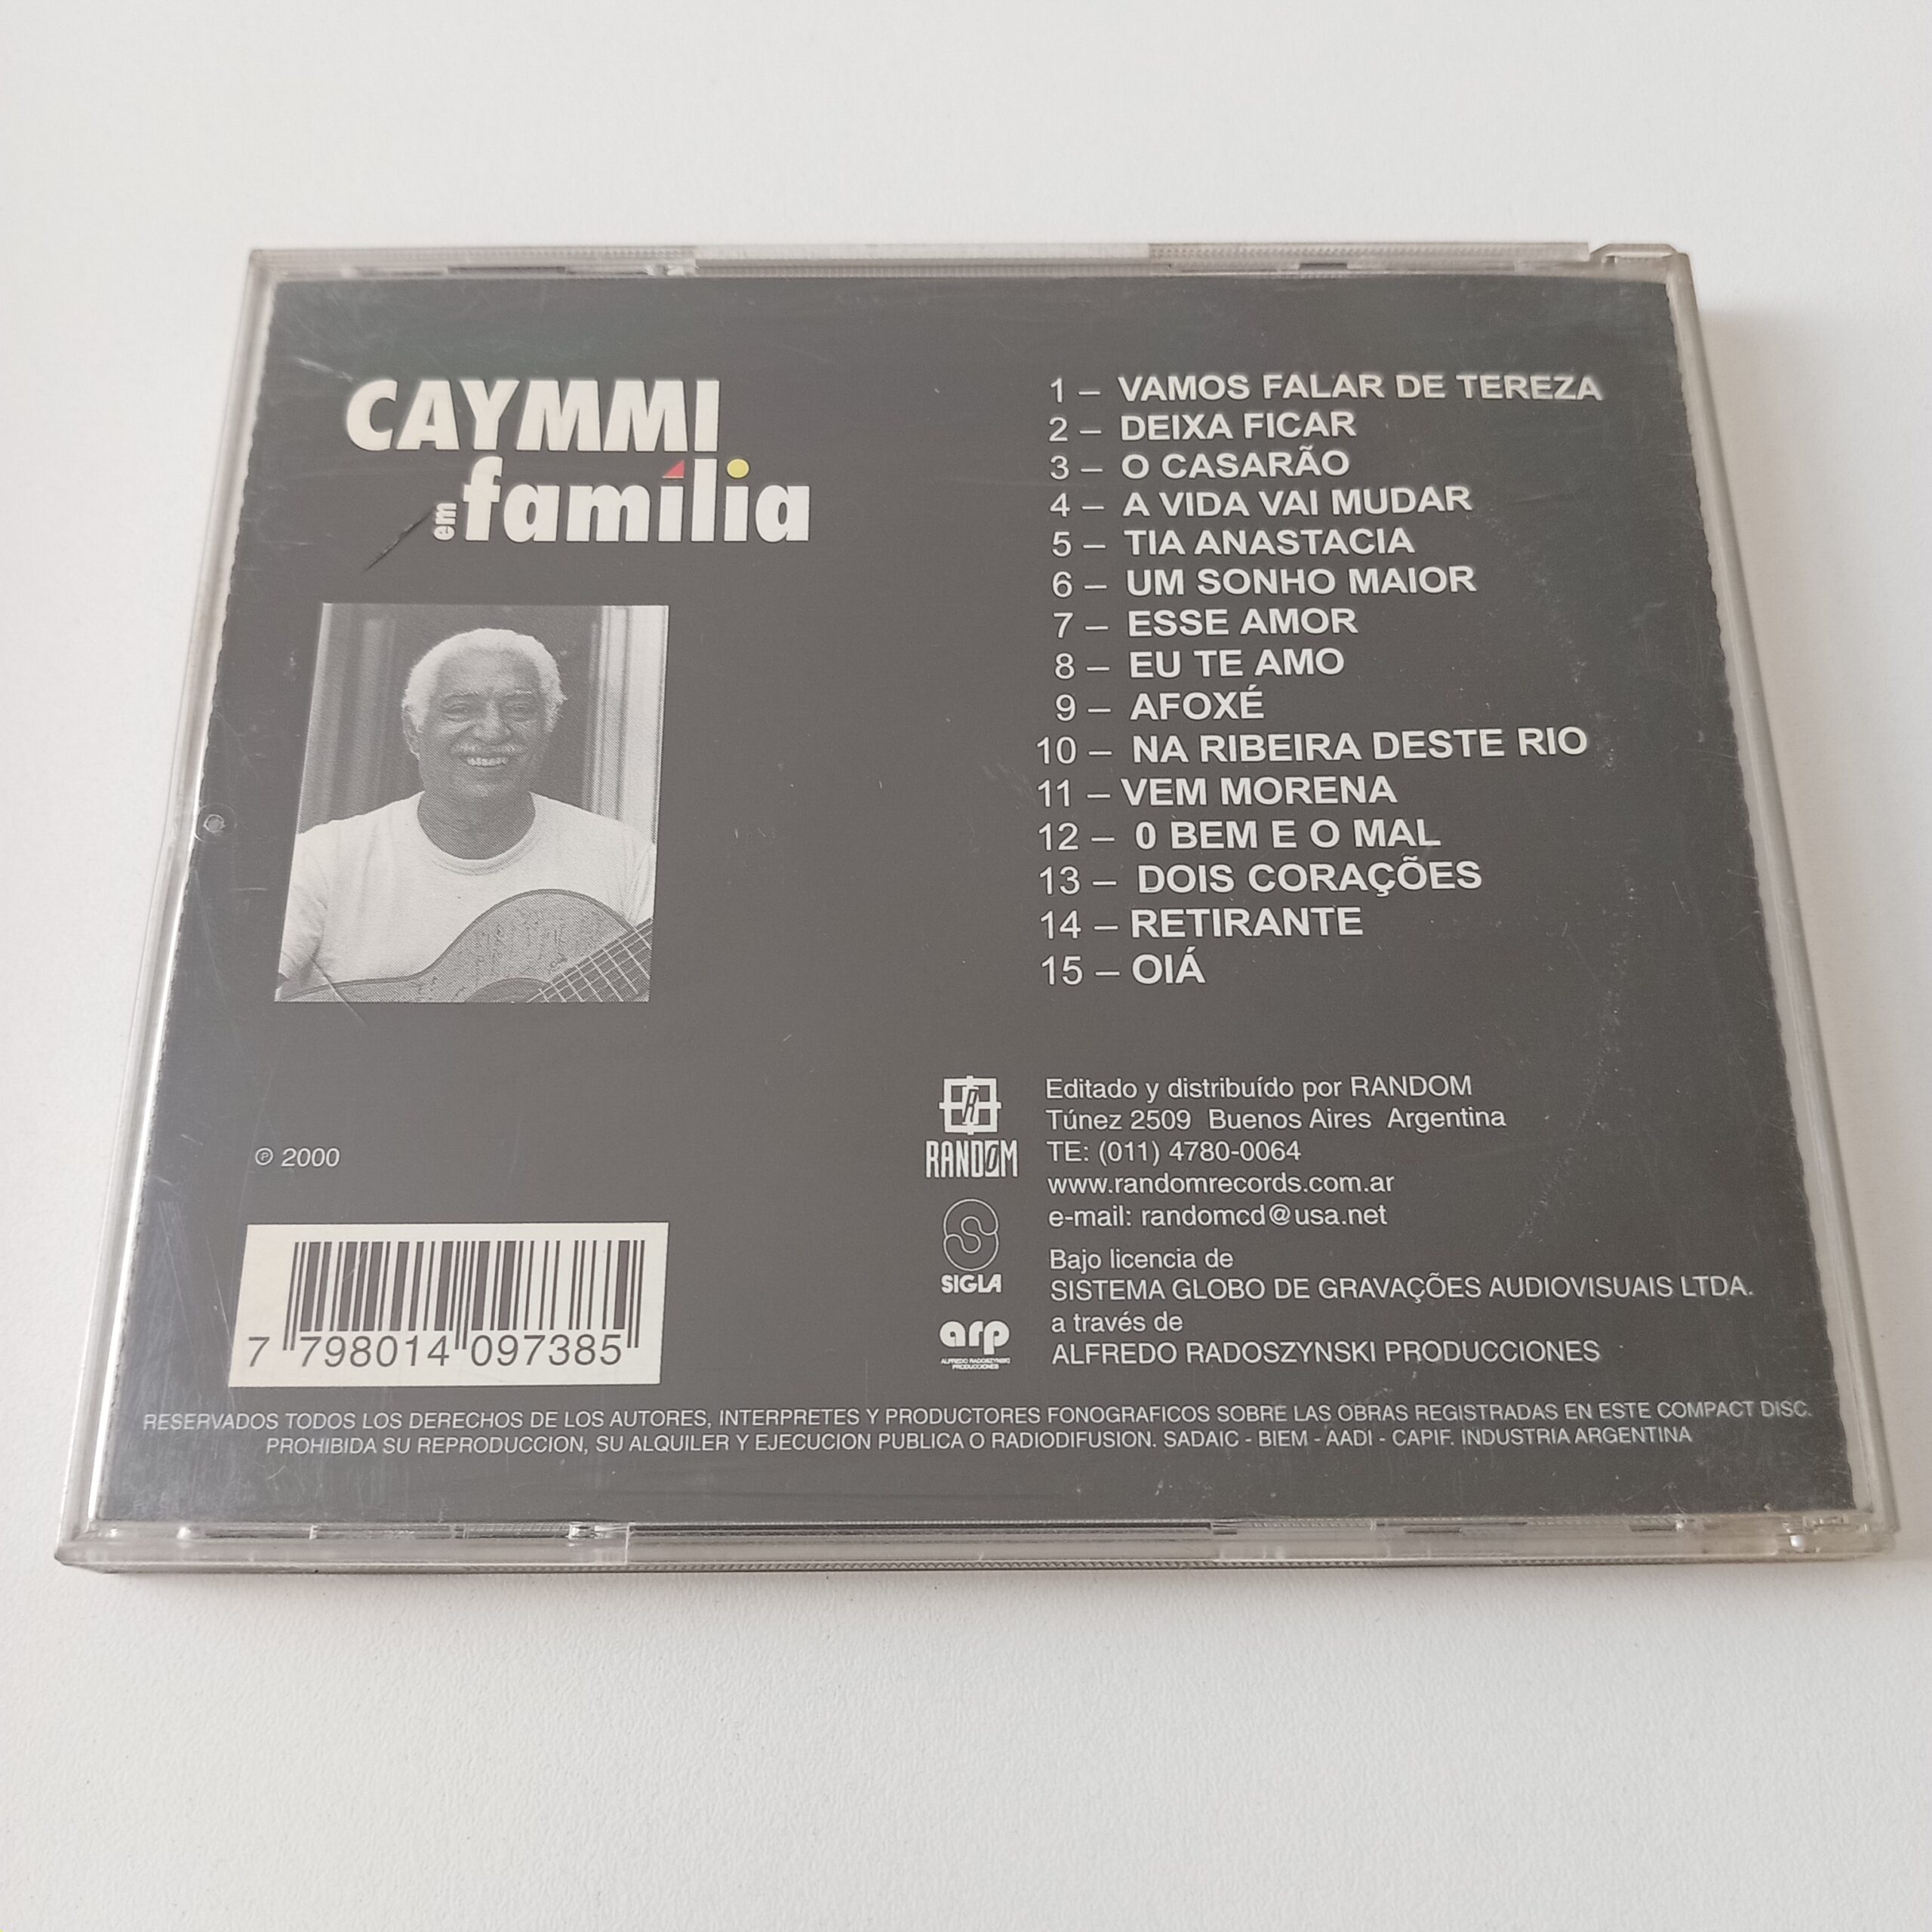 CAYMMI
em família
1 – VAMOS FALAR DE TEREZA
2 – DEIXA FICAR
3 – O CASARÃO
4 – A VIDA VAI MUDAR
5 – TIA ANASTACIA
6 – UM SONHO MAIOR
7 – ESSE AMOR
8 – EU TE AMO
9 – AFOXÉ
10 – NA RIBEIRA DESTE RIO
11 – VEM MORENA
12 – 0 BEM E O MAL
13 – DOIS CORAÇÕES
14 – RETIRANTE
15 – OIÁ
℗ 2000
7 798014 097385
R
RANDOM
SIGLA
arp
ALFREDO RADOSZYNSKI
PRODUCCIONES
Editado y distribuído por RANDOM
Túnez 2509 Buenos Aires Argentina
TE: (011) 4780-0064
www.randomrecords.com.ar
e-mail: randomcd@usa.net
Bajo licencia de
SISTEMA GLOBO DE GRAVAÇÕES AUDIOVISUAIS LTDA.
a través de
ALFREDO RADOSZYNSKI PRODUCCIONES
RESERVADOS TODOS LOS DERECHOS DE LOS AUTORES, INTERPRETES Y PRODUCTORES FONOGRAFICOS SOBRE LAS OBRAS REGISTRADAS EN ESTE COMPACT DISC.
PROHIBIDA SU REPRODUCCION, SU ALQUILER Y EJECUCION PUBLICA O RADIODIFUSION. SADAIC - BIEM - AADI - CAPIF. INDUSTRIA ARGENTINA